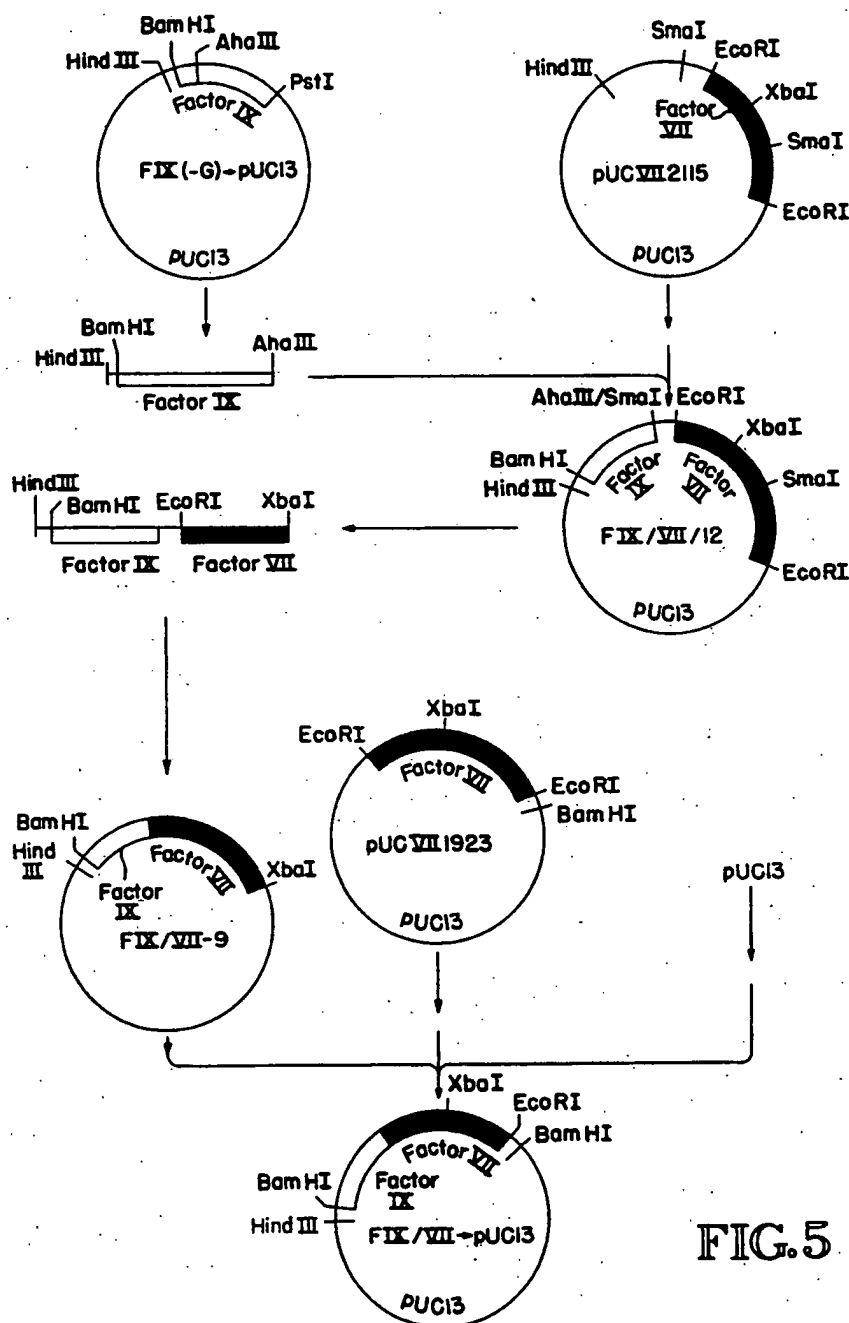 BamHI
AhaIII
HindIII
PstI
Factor IX
FIX(-G)→pUC13
pUC13
SmaI
EcoRI
HindIII
XbaI
Factor
VII
SmaI
pUCVII2115
EcoRI
pUC13
BamHI
HindIII
AhaIII
Factor IX
AhaIII/SmaI
EcoRI
XbaI
BamHI
HindIII
Factor
IX
Factor
VII
SmaI
FIX/VII/12
EcoRI
pUC13
HindIII
BamHI
EcoRI
XbaI
Factor IX
Factor VII
XbaI
EcoRI
Factor VII
EcoRI
BamHI
pUCVII1923
pUC13
BamHI
Hind
III
Factor VII
XbaI
Factor
IX
FIX/VII-9
pUC13
XbaI
EcoRI
BamHI
Factor VII
BamHI
Factor
IX
HindIII
FIX/VII→pUC13
pUC13
FIG.5